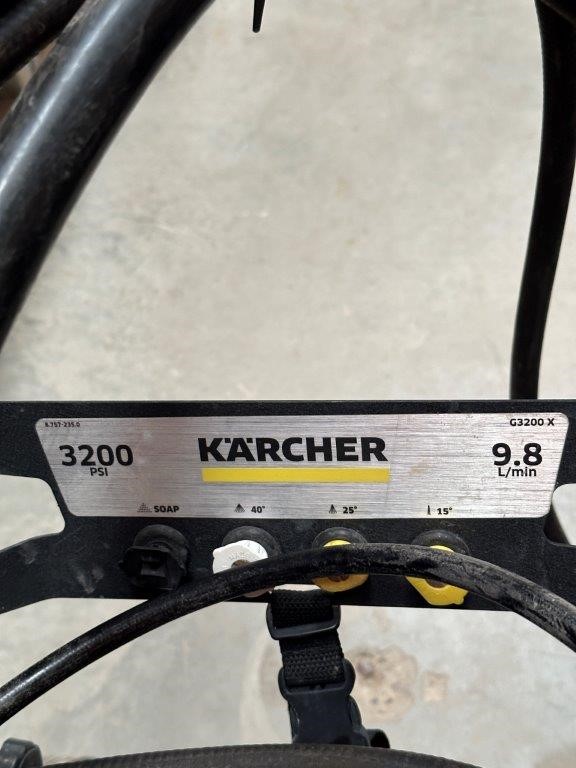 8.757-235.0
G3200 X
3200
PSI
KÄRCHER
9.8
L/min
SOAP
40°
25°
15°